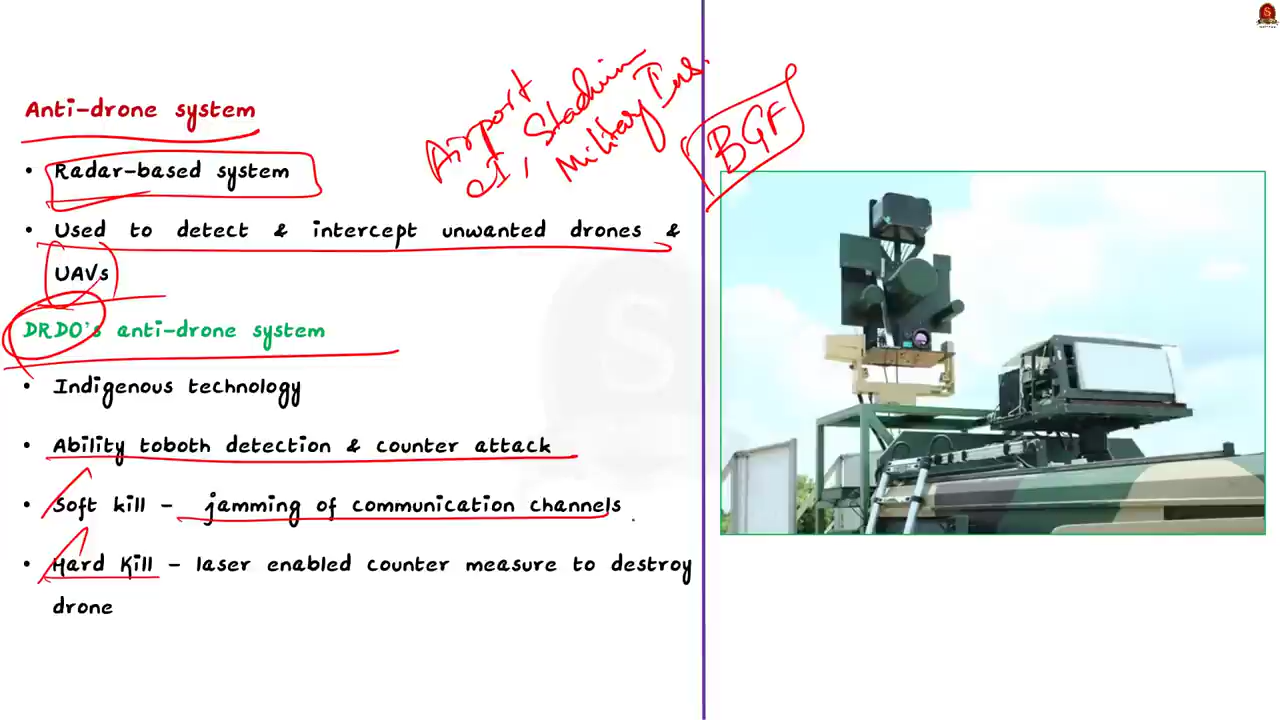 Airport
CI, Stadium
Military Ins.
BGF
Anti-drone system
• Radar-based system
• Used to detect & intercept unwanted drones &
UAVs
DRDO's anti-drone system
• Indigenous technology
• Ability toboth detection & counter attack
• Soft kill - jamming of communication channels
• Hard Kill - laser enabled counter measure to destroy
drone